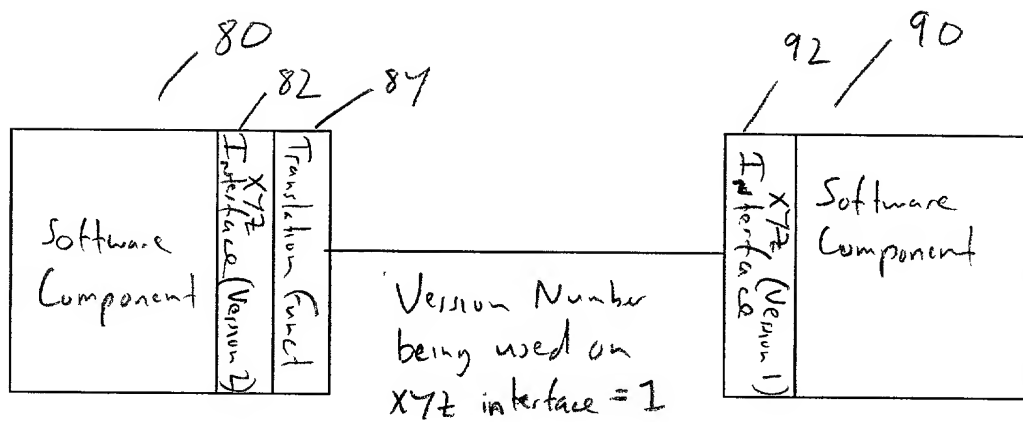 80
82
84
92
90
Software
Component
XYZ
Interface (Version 2)
Translation Funct
Version Number
being used on
XYZ interface = 1
XYZ (Version 1)
Interface
Software
Component